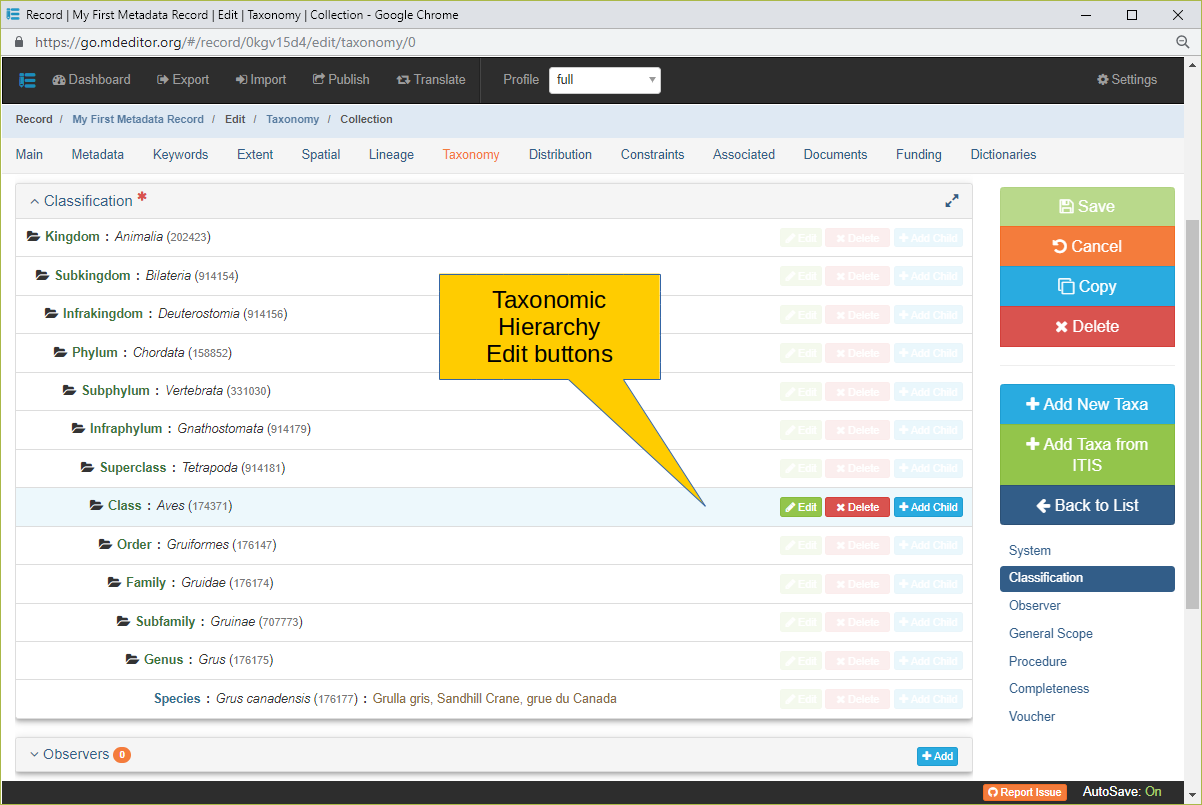 Record | My First Metadata Record | Edit | Taxonomy | Collection - Google Chrome
https://go.mdeditor.org/#/record/0kgv15d4/edit/taxonomy/0
Dashboard Export Import Publish Translate Profile full Settings
Record / My First Metadata Record / Edit / Taxonomy / Collection
Main Metadata Keywords Extent Spatial Lineage Taxonomy Distribution Constraints Associated Documents Funding Dictionaries
Classification *
Kingdom : Animalia (202423) Edit Delete Add Child
Subkingdom : Bilateria (914154) Edit Delete Add Child
Infrakingdom : Deuterostomia (914156) Edit Delete Add Child
Phylum : Chordata (158852) Edit Delete Add Child
Subphylum : Vertebrata (331030) Edit Delete Add Child
Infraphylum : Gnathostomata (914179) Edit Delete Add Child
Superclass : Tetrapoda (914181) Edit Delete Add Child
Class : Aves (174371) Edit Delete Add Child
Order : Gruiformes (176147) Edit Delete Add Child
Family : Gruidae (176174) Edit Delete Add Child
Subfamily : Gruinae (707773) Edit Delete Add Child
Genus : Grus (176175) Edit Delete Add Child
Species : Grus canadensis (176177) : Grulla gris, Sandhill Crane, grue du Canada Edit Delete Add Child
Taxonomic
Hierarchy
Edit buttons
Observers 0 Add
Save
Cancel
Copy
Delete
Add New Taxa
Add Taxa from
ITIS
Back to List
System
Classification
Observer
General Scope
Procedure
Completeness
Voucher
Report Issue AutoSave: On